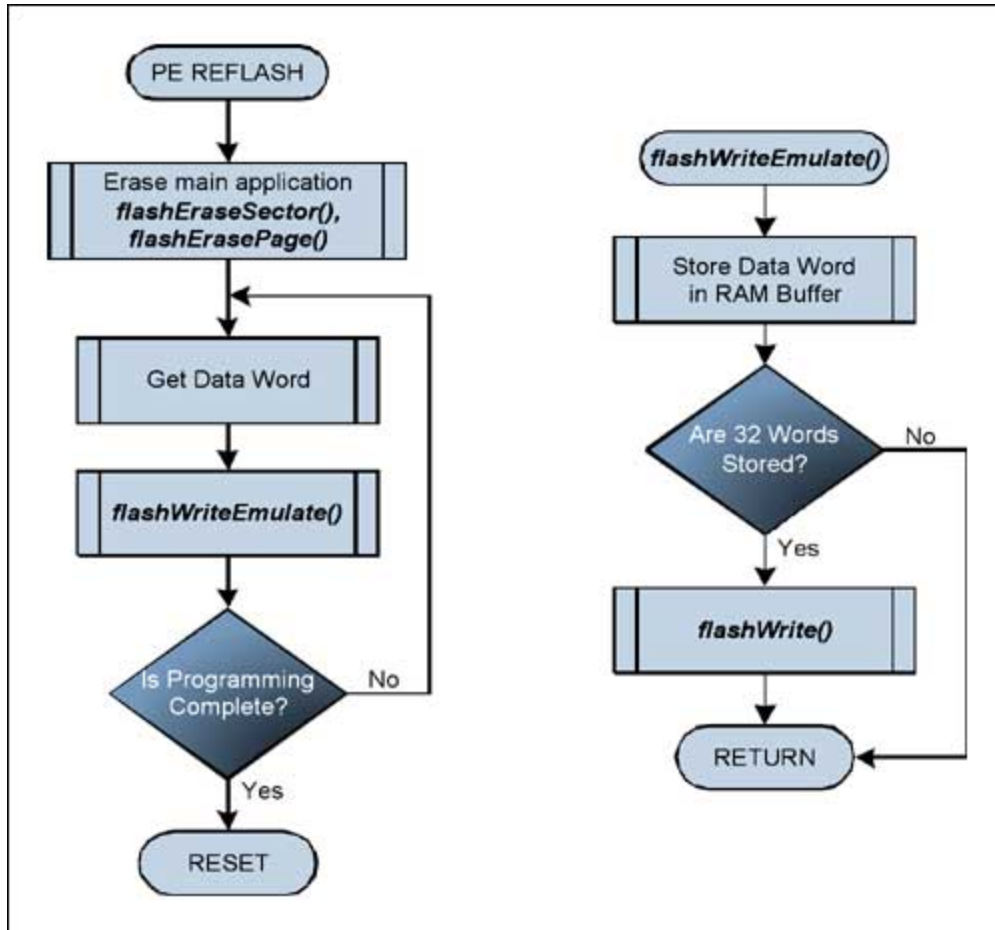 PE REFLASH
Erase main application
flashEraseSector(),
flashErasePage()
Get Data Word
flashWriteEmulate()
Is Programming
Complete?
No
Yes
RESET
flashWriteEmulate()
Store Data Word
in RAM Buffer
Are 32 Words
Stored?
No
Yes
flashWrite()
RETURN